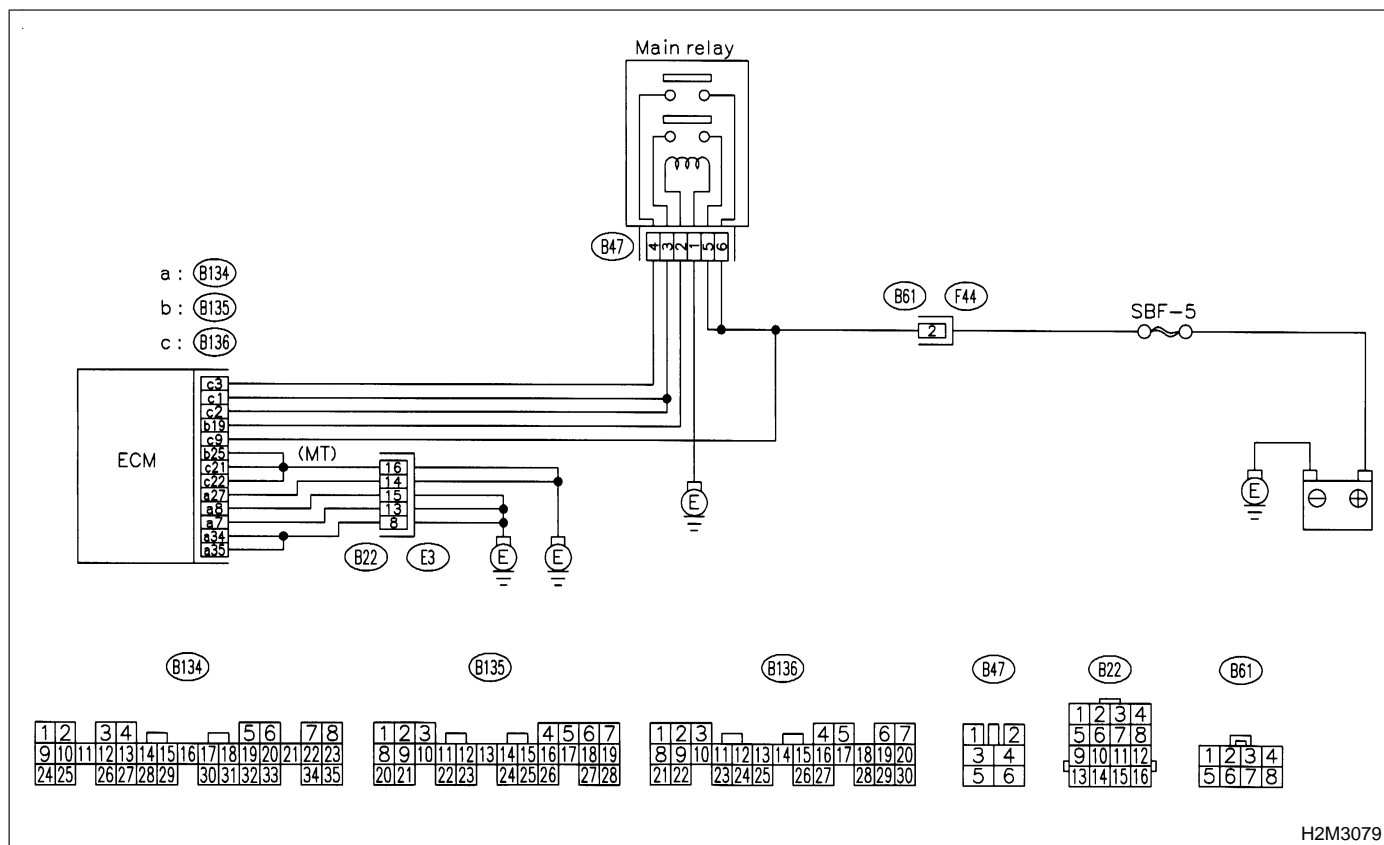 Main relay
B47
4 3 2 1 5 6
a : B134
b : B135
c : B136
B61 F44
2
SBF-5
ECM
c3
c1
c2
b19
c9
b25
c21
c22
a27
a8
a7
a34
a35
(MT)
16
14
15
13
8
B22 E3
E
E
E
E
⊖ ⊕
B134
1 2 3 4 5 6 7 8
9 10 11 12 13 14 15 16 17 18 19 20 21 22 23
24 25 26 27 28 29 30 31 32 33 34 35
B135
1 2 3 4 5 6 7
8 9 10 11 12 13 14 15 16 17 18 19
20 21 22 23 24 25 26 27 28
B136
1 2 3 4 5 6 7
8 9 10 11 12 13 14 15 16 17 18 19 20
21 22 23 24 25 26 27 28 29 30
B47
1 2
3 4
5 6
B22
1 2 3 4
5 6 7 8
9 10 11 12
13 14 15 16
B61
1 2 3 4
5 6 7 8
H2M3079